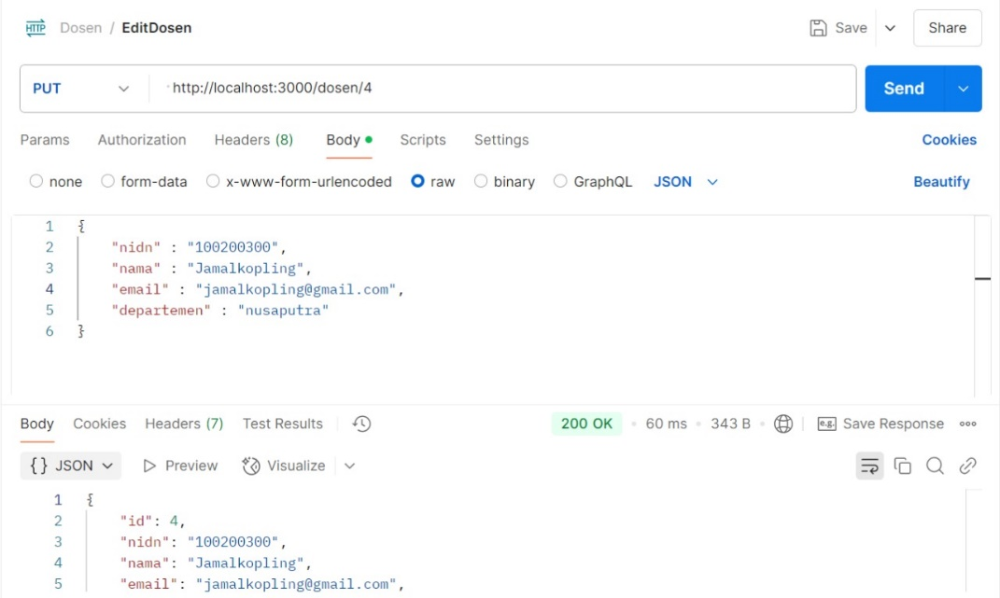 HTTP Dosen / EditDosen Save Share
PUT http://localhost:3000/dosen/4 Send
Params Authorization Headers (8) Body Scripts Settings Cookies
none form-data x-www-form-urlencoded raw binary GraphQL JSON Beautify
1 {
2 "nidn" : "100200300",
3 "nama" : "Jamalkopling",
4 "email" : "jamalkopling@gmail.com",
5 "departemen" : "nusaputra"
6 }
Body Cookies Headers (7) Test Results 200 OK • 60 ms • 343 B • e.g. Save Response
{} JSON Preview Visualize
1 {
2 "id": 4,
3 "nidn": "100200300",
4 "nama": "Jamalkopling",
5 "email": "jamalkopling@gmail.com",